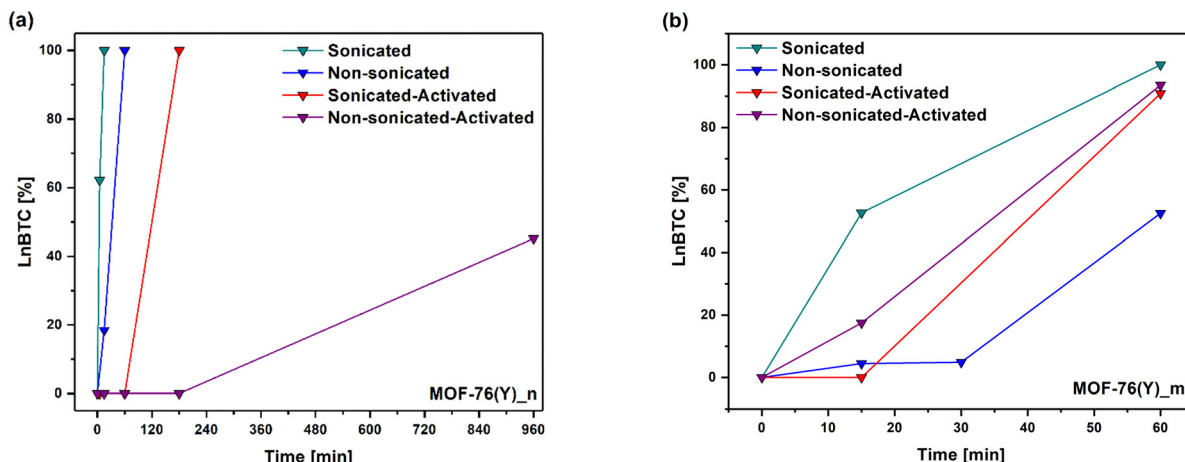 (a)
LnBTC [%]
100
80
60
40
20
0
Sonicated
Non-sonicated
Sonicated-Activated
Non-sonicated-Activated
MOF-76(Y)_n
0 120 240 360 480 600 720 840 960
Time [min]
(b)
LnBTC [%]
100
80
60
40
20
0
Sonicated
Non-sonicated
Sonicated-Activated
Non-sonicated-Activated
MOF-76(Y)_m
0 10 20 30 40 50 60
Time [min]